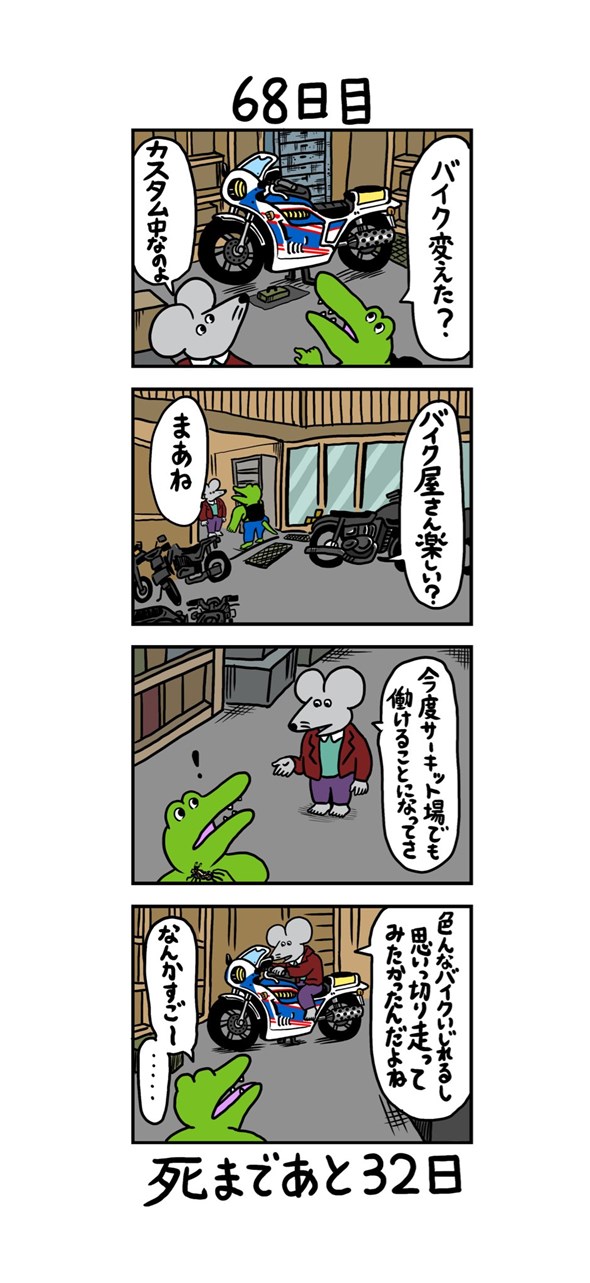 68日目
バイク変えた?
カスタム中なのよ
バイク屋さん楽しい?
まあね
今度サーキット場でも
働けることになってさ
!
色んなバイクいじれるし
思いっ切り走って
みたかったんだよね
なんかすご〜
・・・・・
死まであと32日